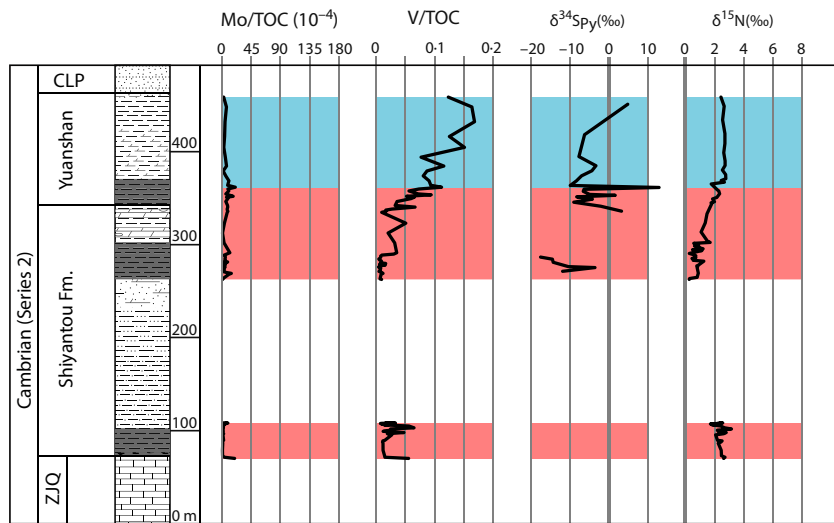 Mo/TOC (10⁻⁴) V/TOC δ³⁴SPy(‰) δ¹⁵N(‰)
0 45 90 135 180 0 0·1 0·2 −20 −10 0 10 0 2 4 6 8
CLP
Yuanshan
400
300
Shiyantou Fm.
200
Cambrian (Series 2)
100
ZJQ
0 m